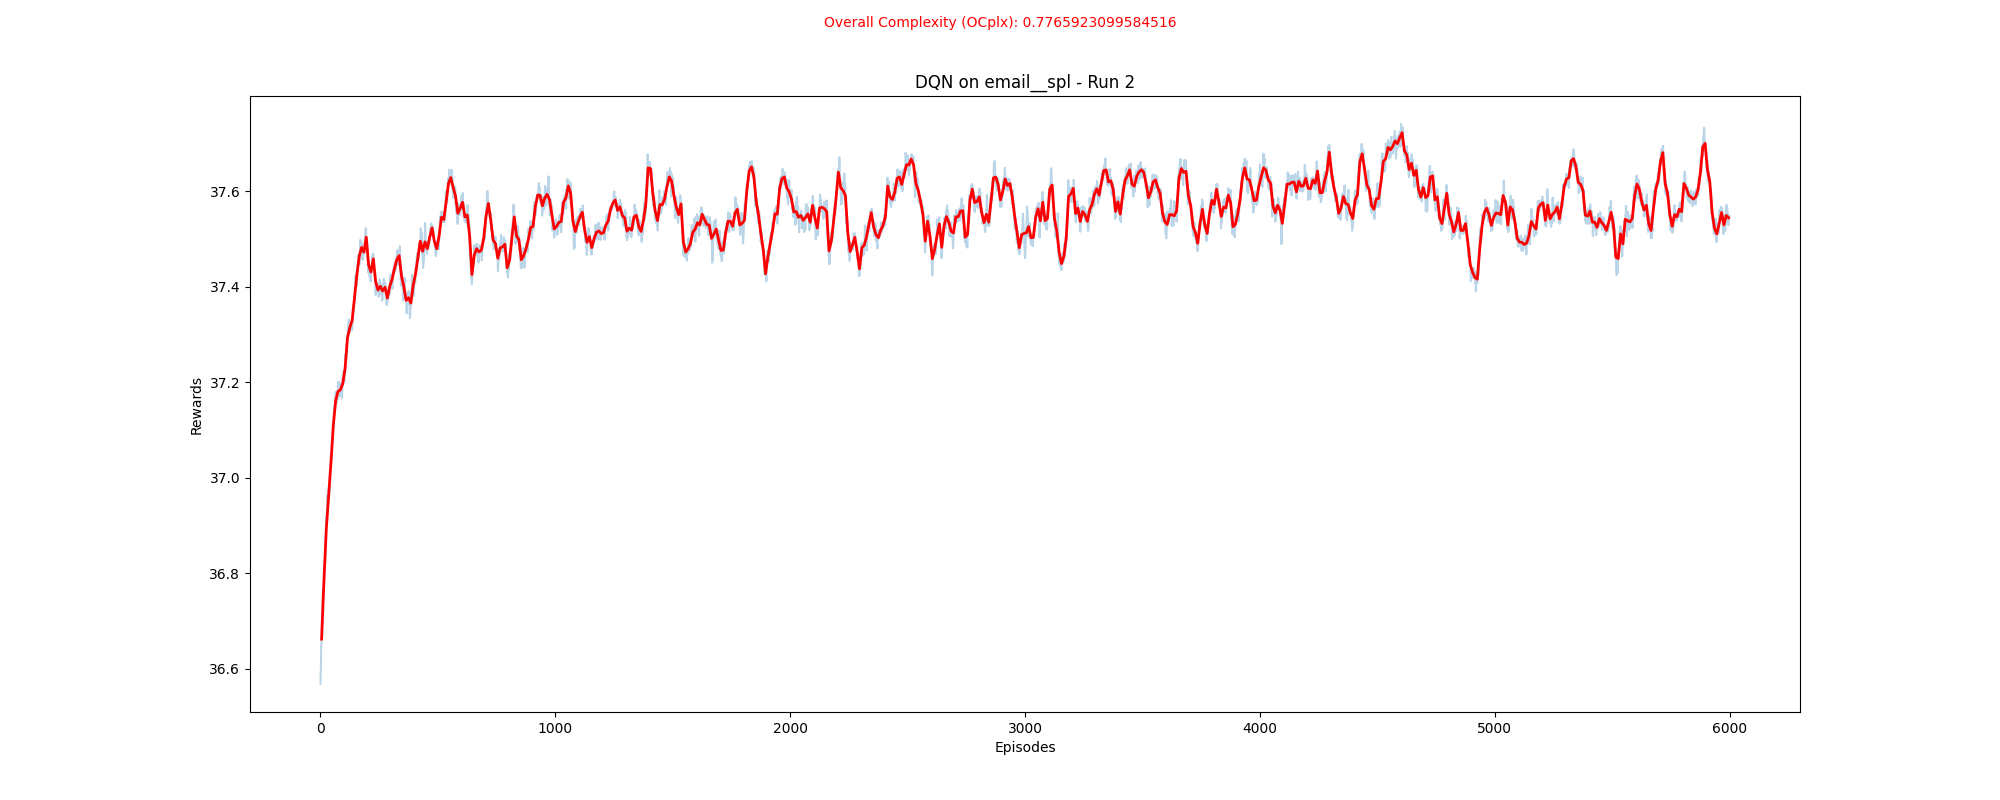 Overall Complexity (OCplx): 0.7765923099584516
DQN on email__spl - Run 2
Rewards
37.6
37.4
37.2
37.0
36.8
36.6
0 1000 2000 3000 4000 5000 6000
Episodes